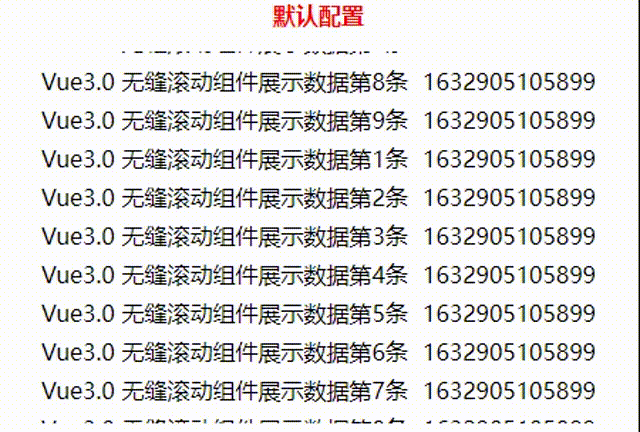 默认配置
Vue3.0 无缝滚动组件展示数据第8条 1632905105899
Vue3.0 无缝滚动组件展示数据第9条 1632905105899
Vue3.0 无缝滚动组件展示数据第1条 1632905105899
Vue3.0 无缝滚动组件展示数据第2条 1632905105899
Vue3.0 无缝滚动组件展示数据第3条 1632905105899
Vue3.0 无缝滚动组件展示数据第4条 1632905105899
Vue3.0 无缝滚动组件展示数据第5条 1632905105899
Vue3.0 无缝滚动组件展示数据第6条 1632905105899
Vue3.0 无缝滚动组件展示数据第7条 1632905105899